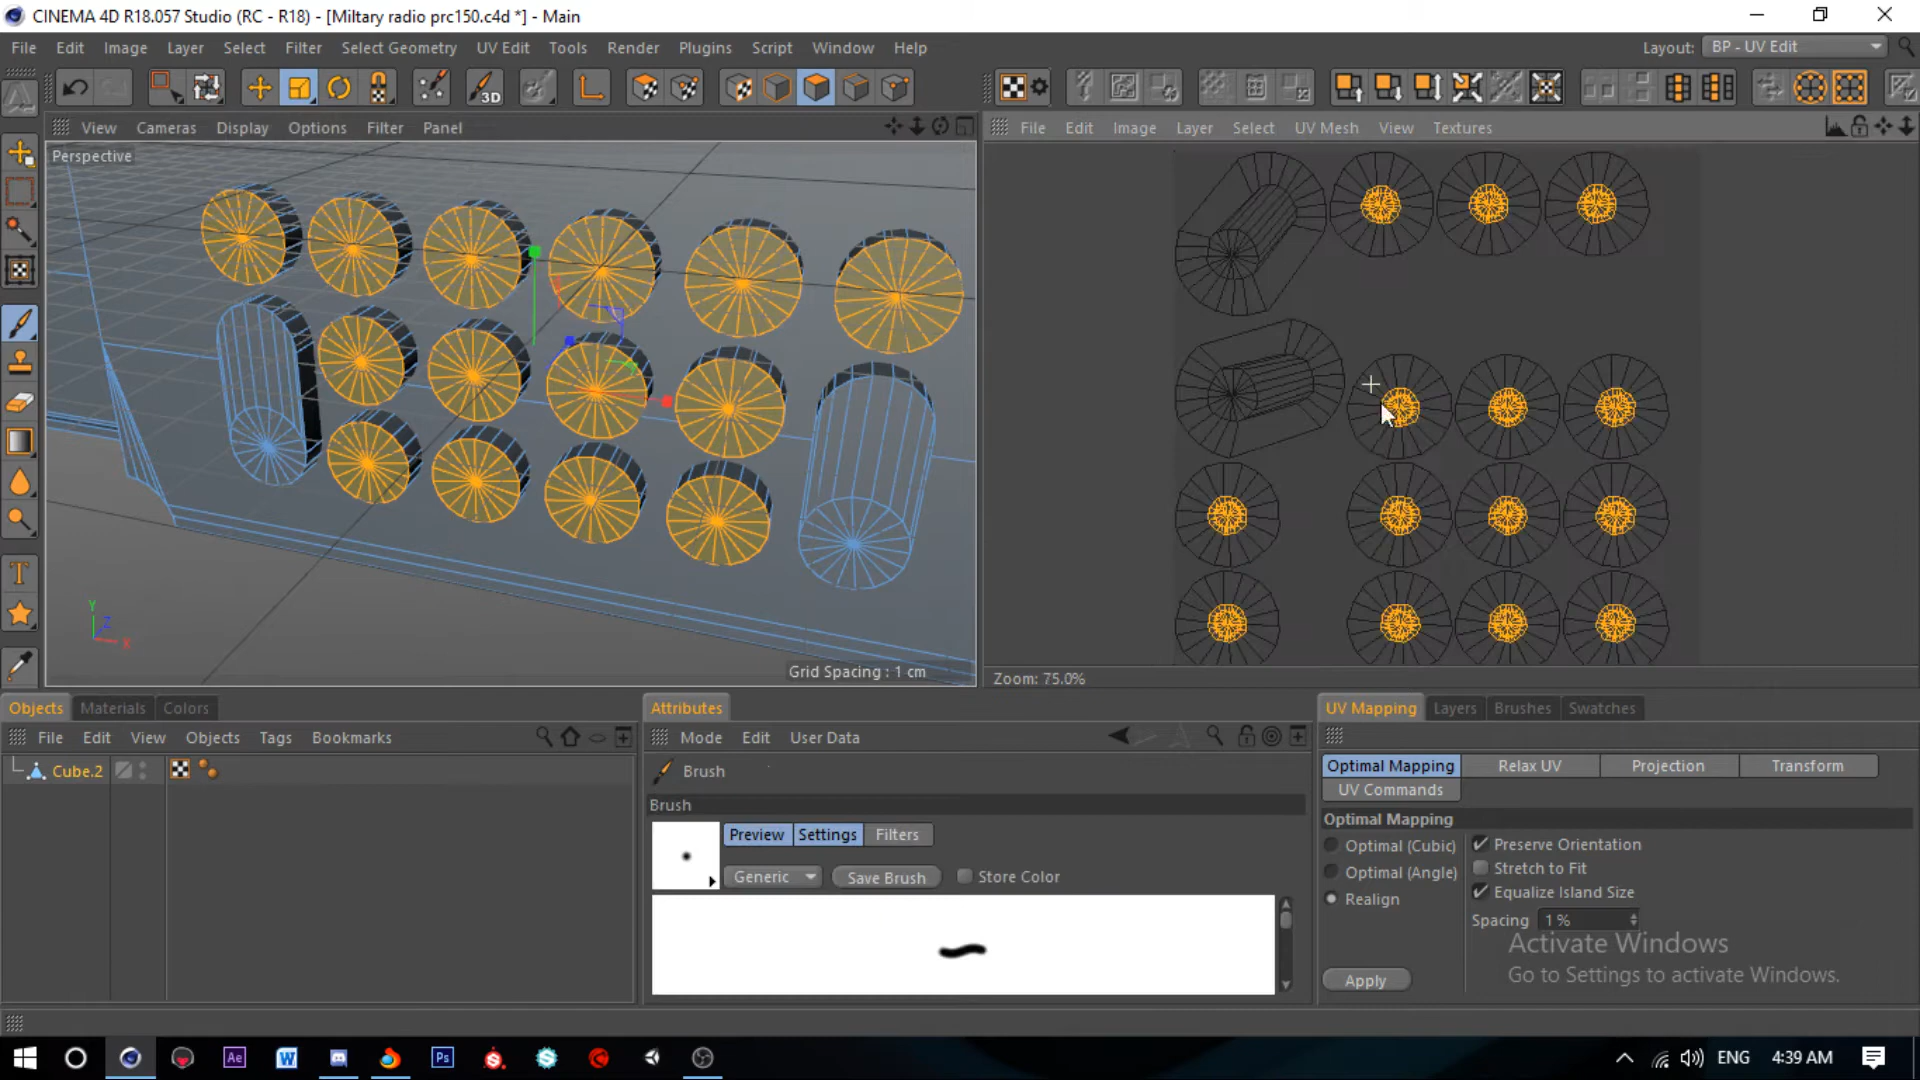 CINEMA 4D R18.057 Studio (RC - R18) - [Miltary radio prc150.c4d *] - Main
File Edit Image Layer Select Filter Select Geometry UV Edit Tools Render Plugins Script Window Help
Layout: BP - UV Edit
3D
View Cameras Display Options Filter Panel
File Edit Image Layer Select UV Mesh View Textures
Perspective
Y
Z
X
Grid Spacing : 1 cm
Zoom: 75.0%
Objects Materials Colors
File Edit View Objects Tags Bookmarks
Cube.2
Attributes
Mode Edit User Data
Brush
Brush
Preview Settings Filters
Generic Save Brush Store Color
UV Mapping Layers Brushes Swatches
Optimal Mapping Relax UV Projection Transform
UV Commands
Optimal Mapping
Optimal (Cubic) Preserve Orientation
Optimal (Angle) Stretch to Fit
Realign Equalize Island Size
Spacing 1 %
Apply
Activate Windows
Go to Settings to activate Windows.
Ae W Ps
ENG 4:39 AM